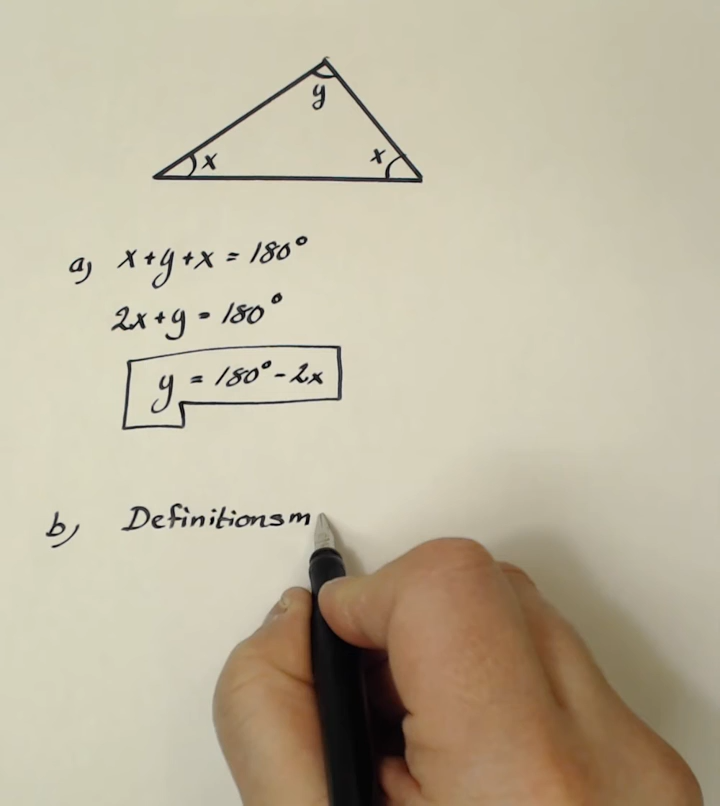 y
x x
a) x+y+x = 180°
2x+y = 180°
y = 180° - 2x
b) Definitionsm